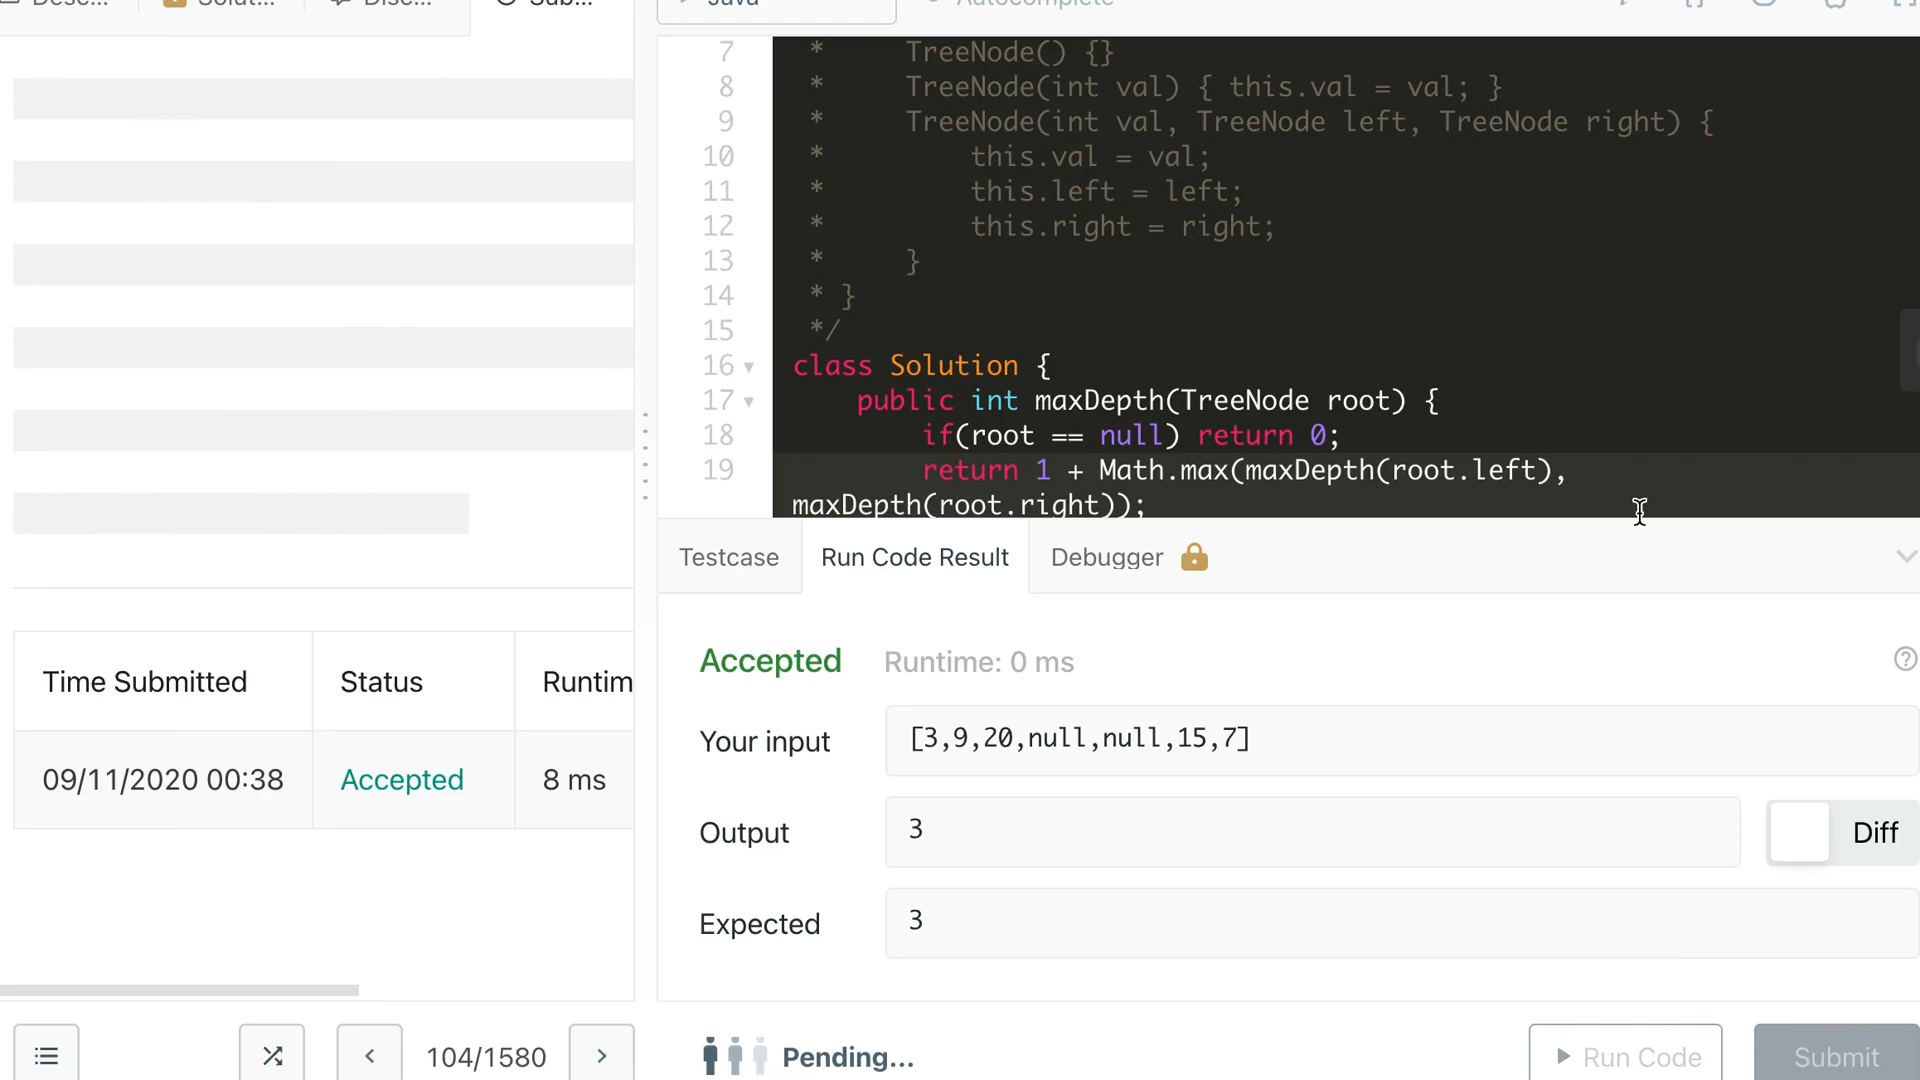 Java
Autocomplete
7 * TreeNode() {}
8 * TreeNode(int val) { this.val = val; }
9 * TreeNode(int val, TreeNode left, TreeNode right) {
10 * this.val = val;
11 * this.left = left;
12 * this.right = right;
13 * }
14 * }
15 */
16 class Solution {
17 public int maxDepth(TreeNode root) {
18 if(root == null) return 0;
19 return 1 + Math.max(maxDepth(root.left),
maxDepth(root.right));
Testcase Run Code Result Debugger
Accepted Runtime: 0 ms
Your input [3,9,20,null,null,15,7]
Output 3 Diff
Expected 3
Time Submitted Status Runtim
09/11/2020 00:38 Accepted 8 ms
104/1580
Pending...
Run Code
Submit